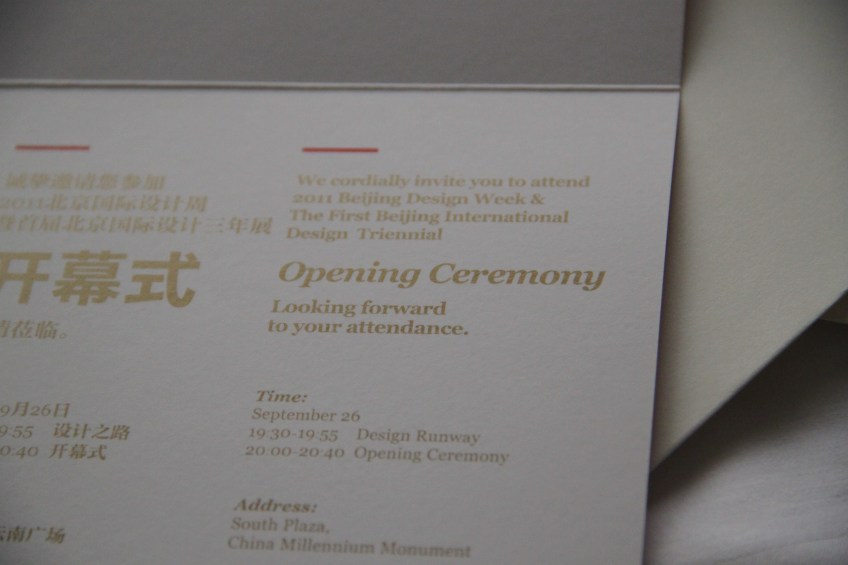 诚挚邀请您参加
2011北京国际设计周
暨首届北京国际设计三年展
开幕式
请莅临。
9月26日
9:55 设计之路
0:40 开幕式
云南广场
We cordially invite you to attend
2011 Beijing Design Week &
The First Beijing International
Design Triennial
Opening Ceremony
Looking forward
to your attendance.
Time:
September 26
19:30-19:55 Design Runway
20:00-20:40 Opening Ceremony
Address:
South Plaza,
China Millennium Monument